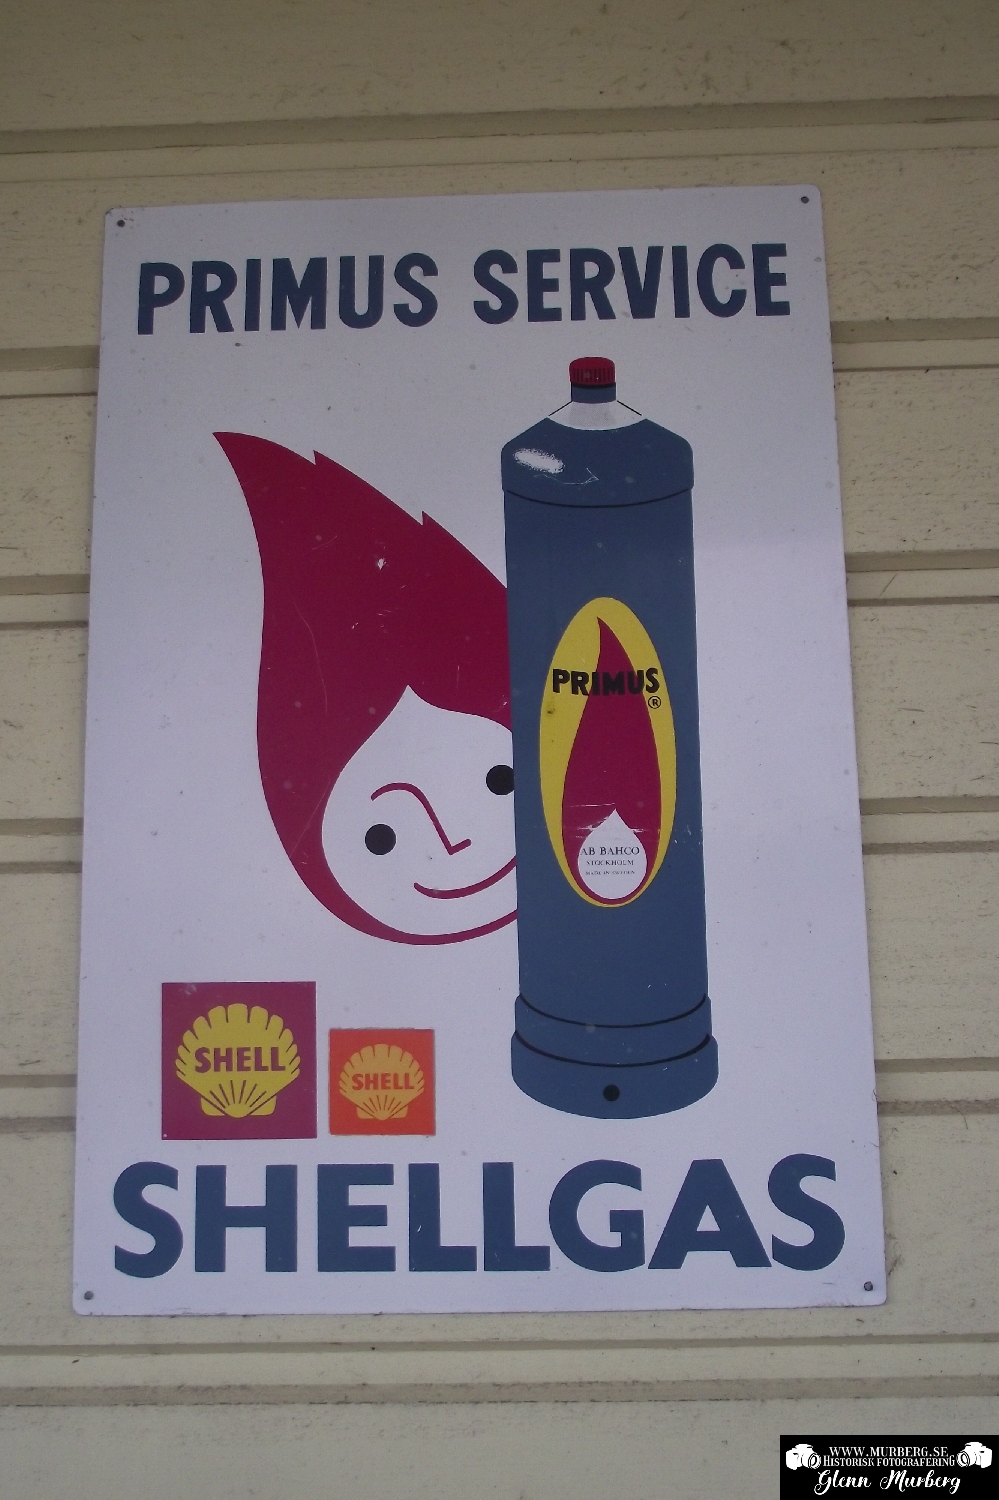 PRIMUS SERVICE
PRIMUS
®
AB BAHCO
STOCKHOLM
MADE IN SWEDEN
SHELL
SHELL
SHELLGAS
WWW.MURBERG.SE
HISTORISK FOTOGRAFERING
Glenn Murberg